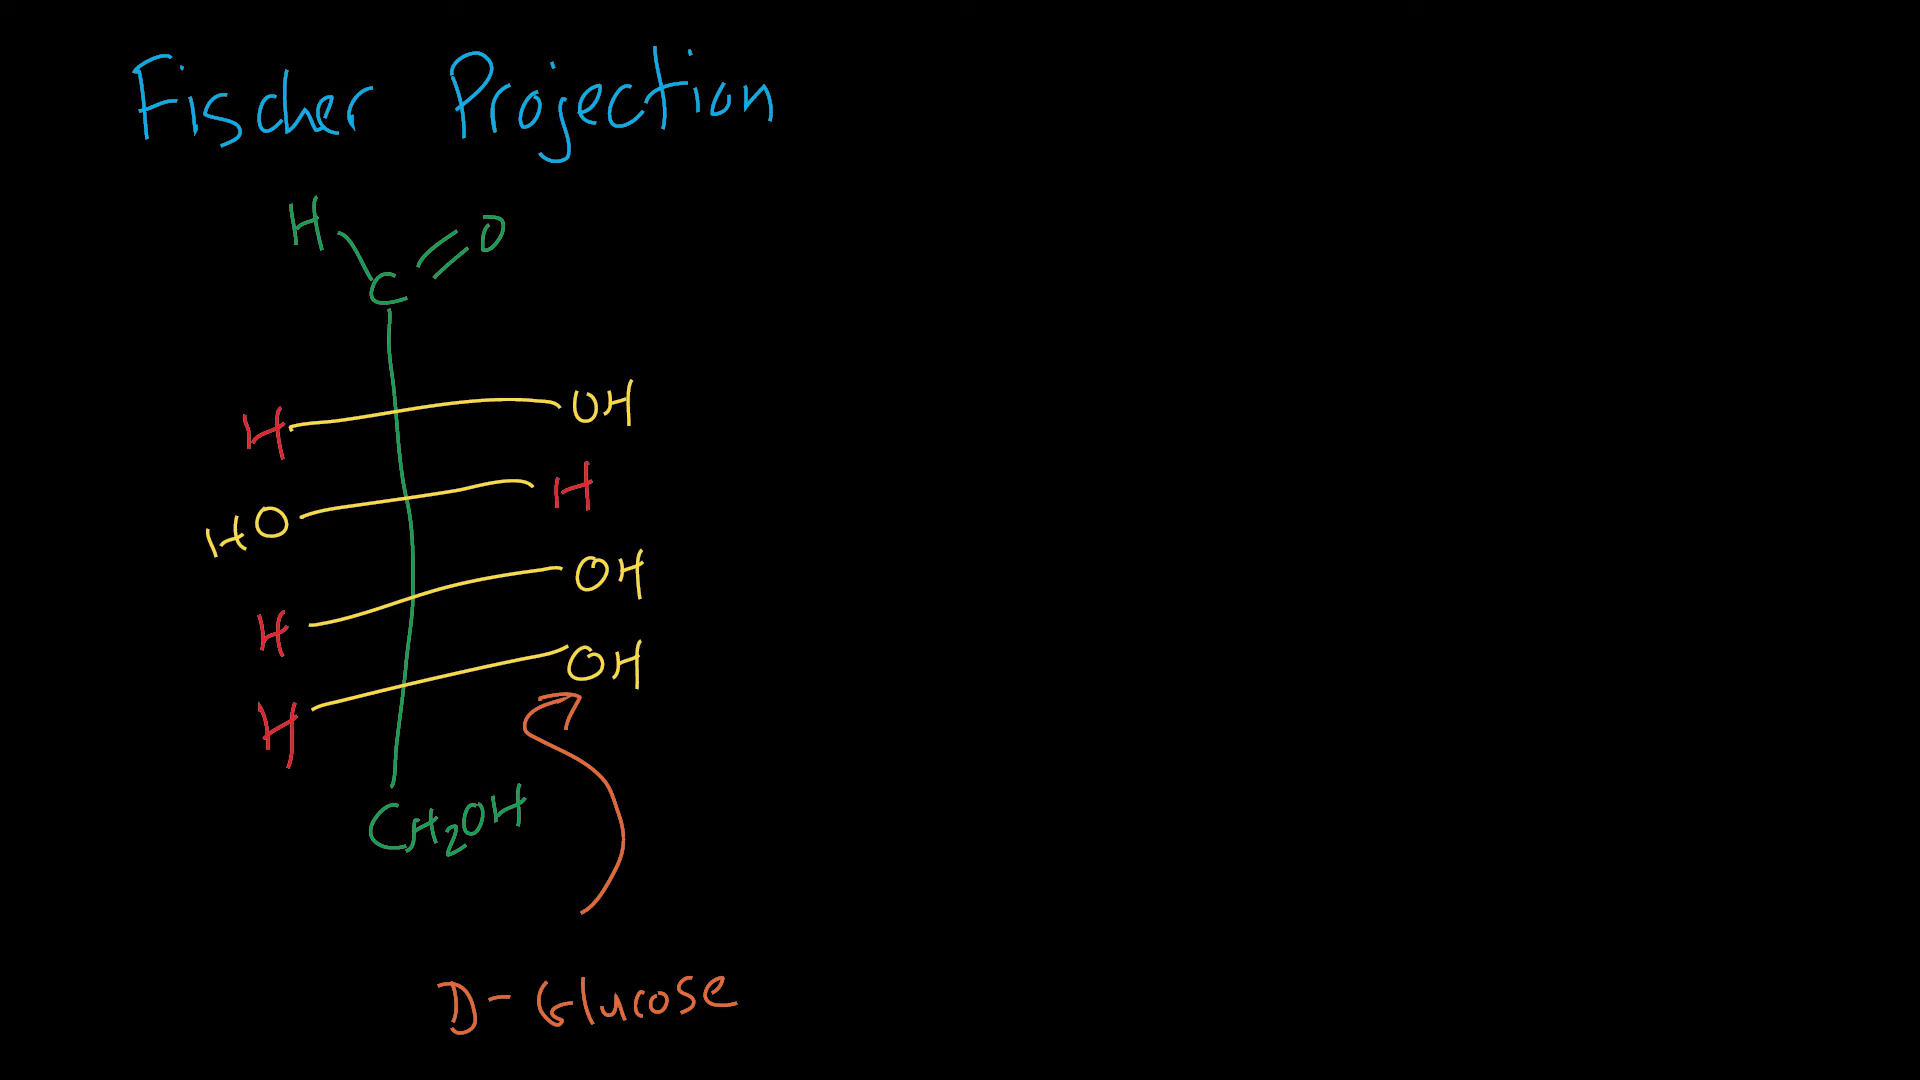 Fischer Projection
H O
C
H OH
HO H
H OH
H OH
CH2OH
D-Glucose